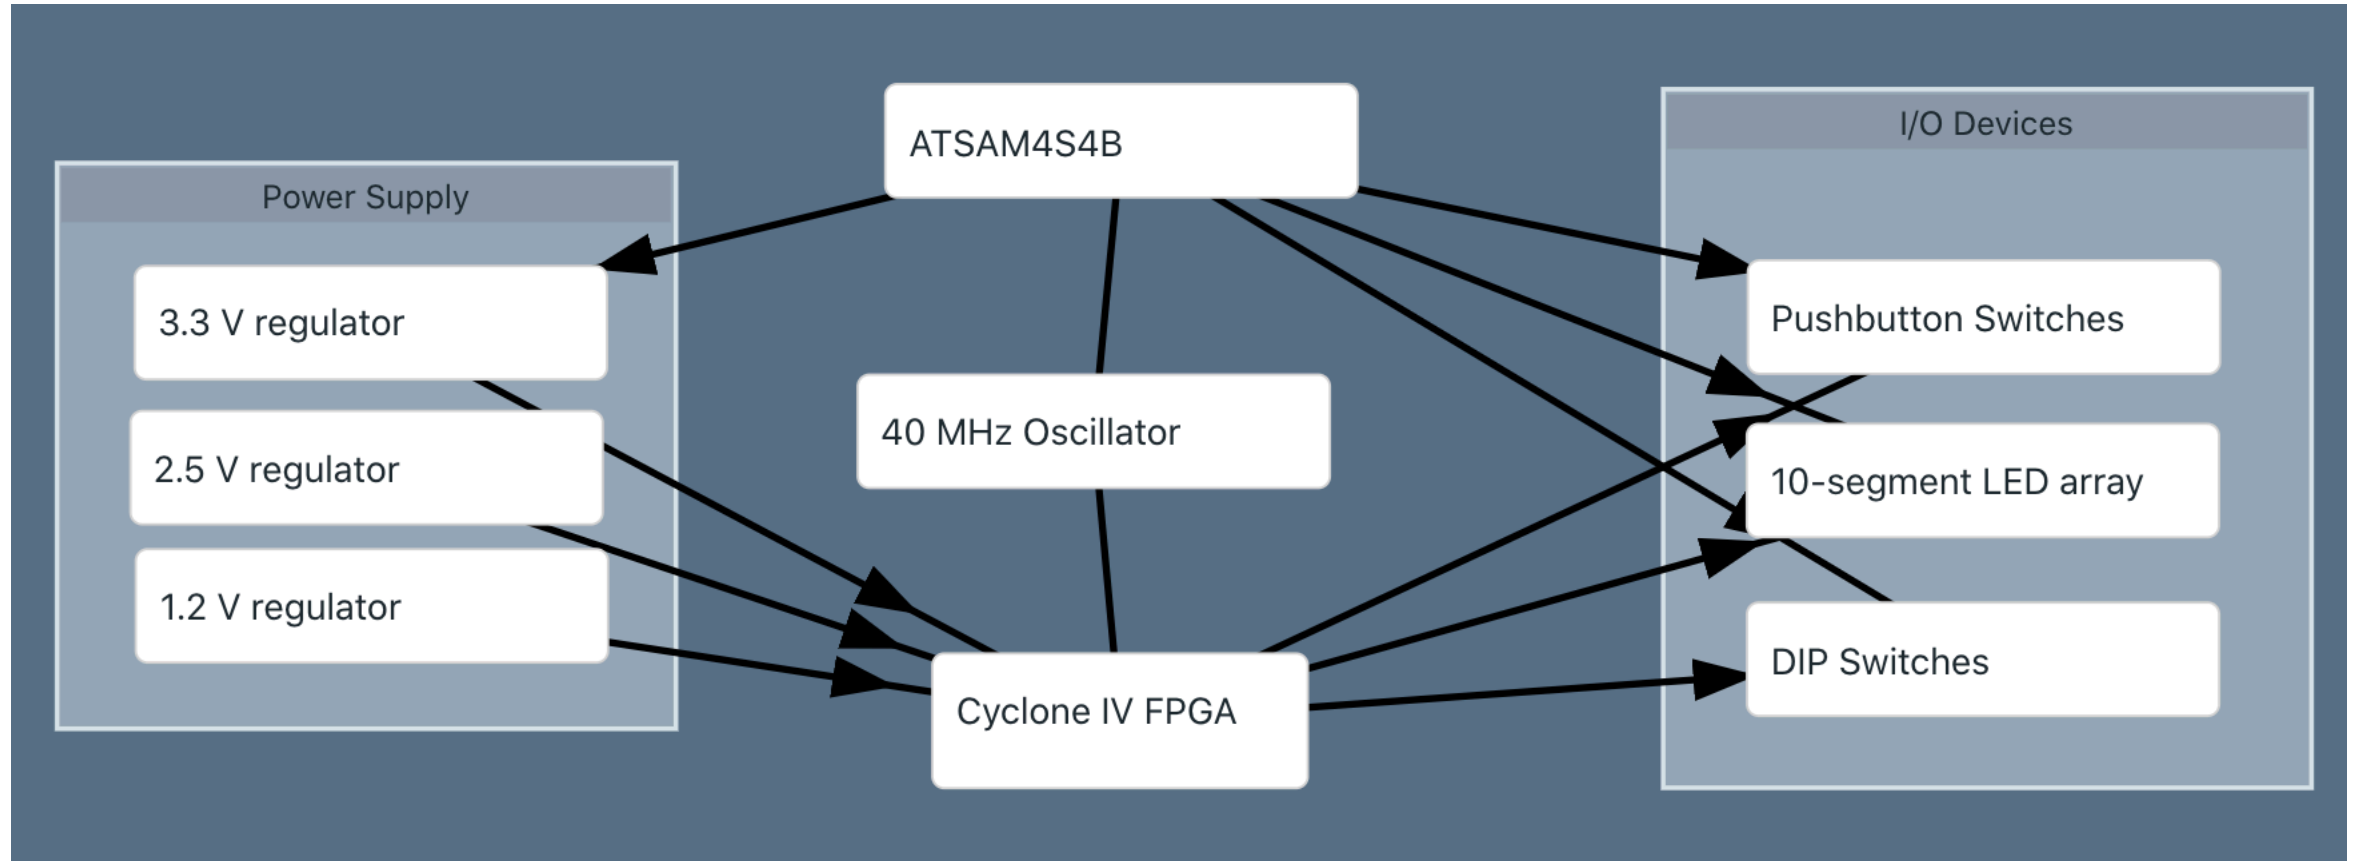 Power Supply
3.3 V regulator
2.5 V regulator
1.2 V regulator
ATSAM4S4B
40 MHz Oscillator
Cyclone IV FPGA
I/O Devices
Pushbutton Switches
10-segment LED array
DIP Switches